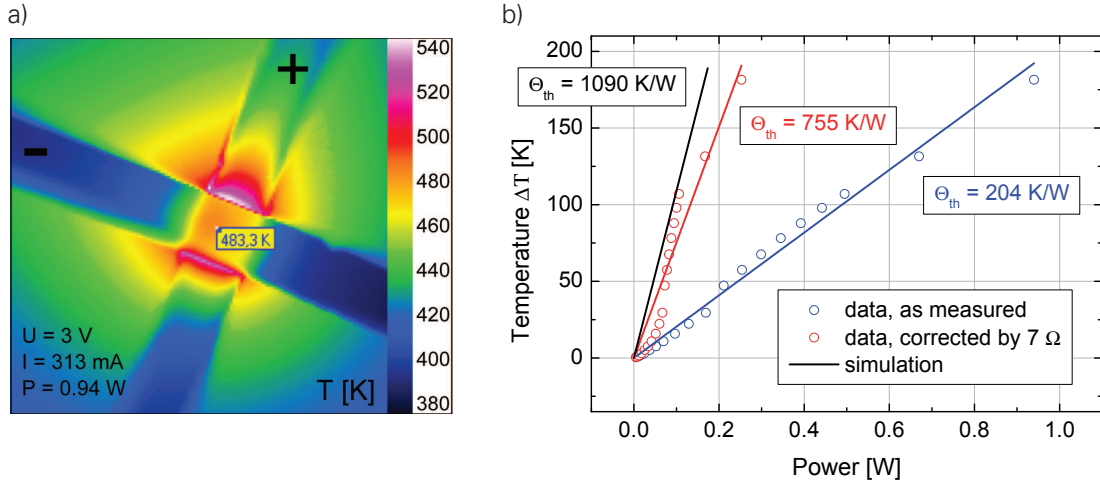 a)
+
-
483,3 K
U = 3 V
I = 313 mA
P = 0.94 W
T [K]
540
520
500
480
460
440
420
400
380
b)
Temperature ΔT [K]
200
150
100
50
0
Θth = 1090 K/W
Θth = 755 K/W
Θth = 204 K/W
data, as measured
data, corrected by 7 Ω
simulation
0.0 0.2 0.4 0.6 0.8 1.0
Power [W]